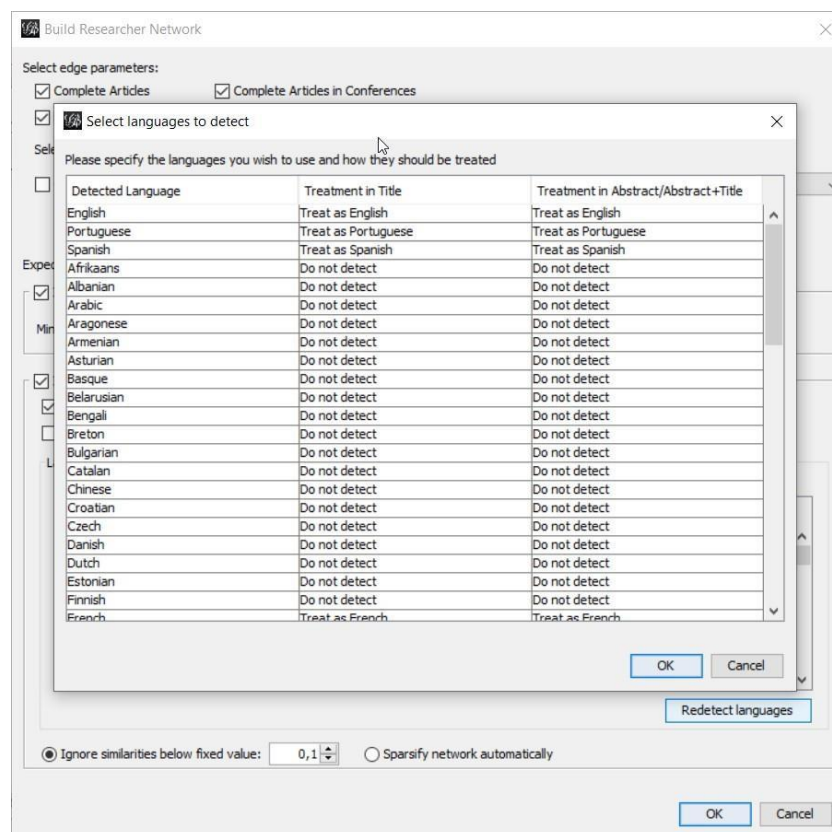 Build Researcher Network
Select edge parameters:
Complete Articles Complete Articles in Conferences
Select languages to detect
Sele
Please specify the languages you wish to use and how they should be treated
Detected Language Treatment in Title Treatment in Abstract/Abstract+Title
English Treat as English Treat as English
Portuguese Treat as Portuguese Treat as Portuguese
Spanish Treat as Spanish Treat as Spanish
Afrikaans Do not detect Do not detect
Expec
Albanian Do not detect Do not detect
Arabic Do not detect Do not detect
Aragonese Do not detect Do not detect
Min
Armenian Do not detect Do not detect
Asturian Do not detect Do not detect
Basque Do not detect Do not detect
Belarusian Do not detect Do not detect
Bengali Do not detect Do not detect
Breton Do not detect Do not detect
Bulgarian Do not detect Do not detect
La
Catalan Do not detect Do not detect
Chinese Do not detect Do not detect
Croatian Do not detect Do not detect
Czech Do not detect Do not detect
Danish Do not detect Do not detect
Dutch Do not detect Do not detect
Estonian Do not detect Do not detect
Finnish Do not detect Do not detect
French Treat as French Treat as French
OK Cancel
Redetect languages
Ignore similarities below fixed value: 0,1 Sparsify network automatically
OK Cancel